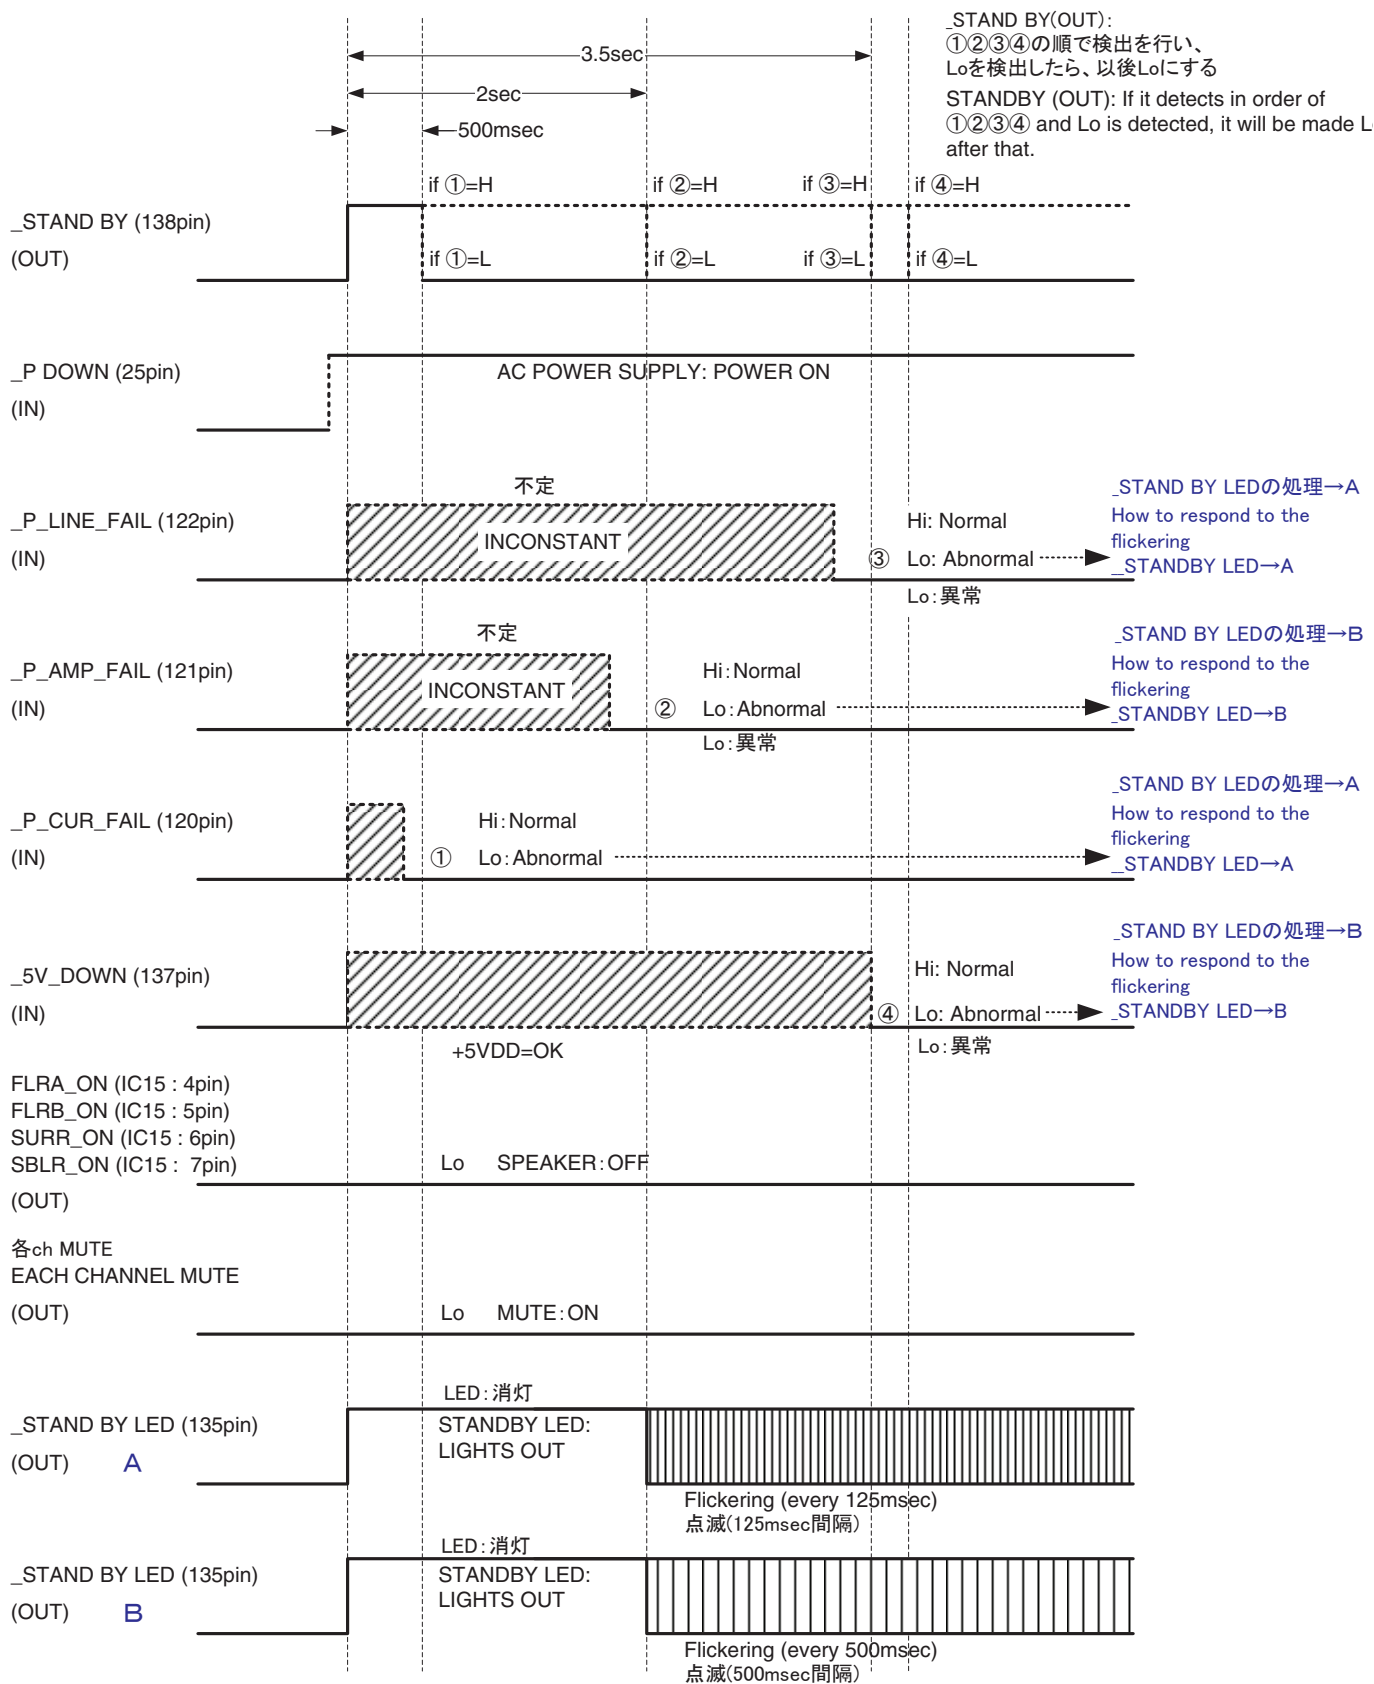 _STAND BY(OUT):
①②③④の順で検出を行い、
Loを検出したら、以後Loにする
STANDBY (OUT): If it detects in order of
①②③④ and Lo is detected, it will be made L
after that.
3.5sec
2sec
500msec
if ①=H
if ②=H
if ③=H
if ④=H
_STAND BY (138pin)
(OUT)
if ①=L
if ②=L
if ③=L
if ④=L
_P DOWN (25pin)
(IN)
AC POWER SUPPLY: POWER ON
不定
_P_LINE_FAIL (122pin)
(IN)
INCONSTANT
③
Hi: Normal
Lo: Abnormal
Lo:異常
_STAND BY LEDの処理→A
How to respond to the
flickering
_STANDBY LED→A
不定
_P_AMP_FAIL (121pin)
(IN)
INCONSTANT
②
Hi:Normal
Lo:Abnormal
Lo:異常
_STAND BY LEDの処理→B
How to respond to the
flickering
_STANDBY LED→B
_P_CUR_FAIL (120pin)
(IN)
①
Hi:Normal
Lo:Abnormal
_STAND BY LEDの処理→A
How to respond to the
flickering
_STANDBY LED→A
_5V_DOWN (137pin)
(IN)
④
Hi: Normal
Lo: Abnormal
Lo:異常
_STAND BY LEDの処理→B
How to respond to the
flickering
_STANDBY LED→B
+5VDD=OK
FLRA_ON (IC15 : 4pin)
FLRB_ON (IC15 : 5pin)
SURR_ON (IC15 : 6pin)
SBLR_ON (IC15 : 7pin)
(OUT)
Lo SPEAKER:OFF
各ch MUTE
EACH CHANNEL MUTE
(OUT)
Lo MUTE:ON
LED:消灯
_STAND BY LED (135pin)
(OUT) A
STANDBY LED:
LIGHTS OUT
Flickering (every 125msec)
点滅(125msec間隔)
LED:消灯
_STAND BY LED (135pin)
(OUT) B
STANDBY LED:
LIGHTS OUT
Flickering (every 500msec)
点滅(500msec間隔)